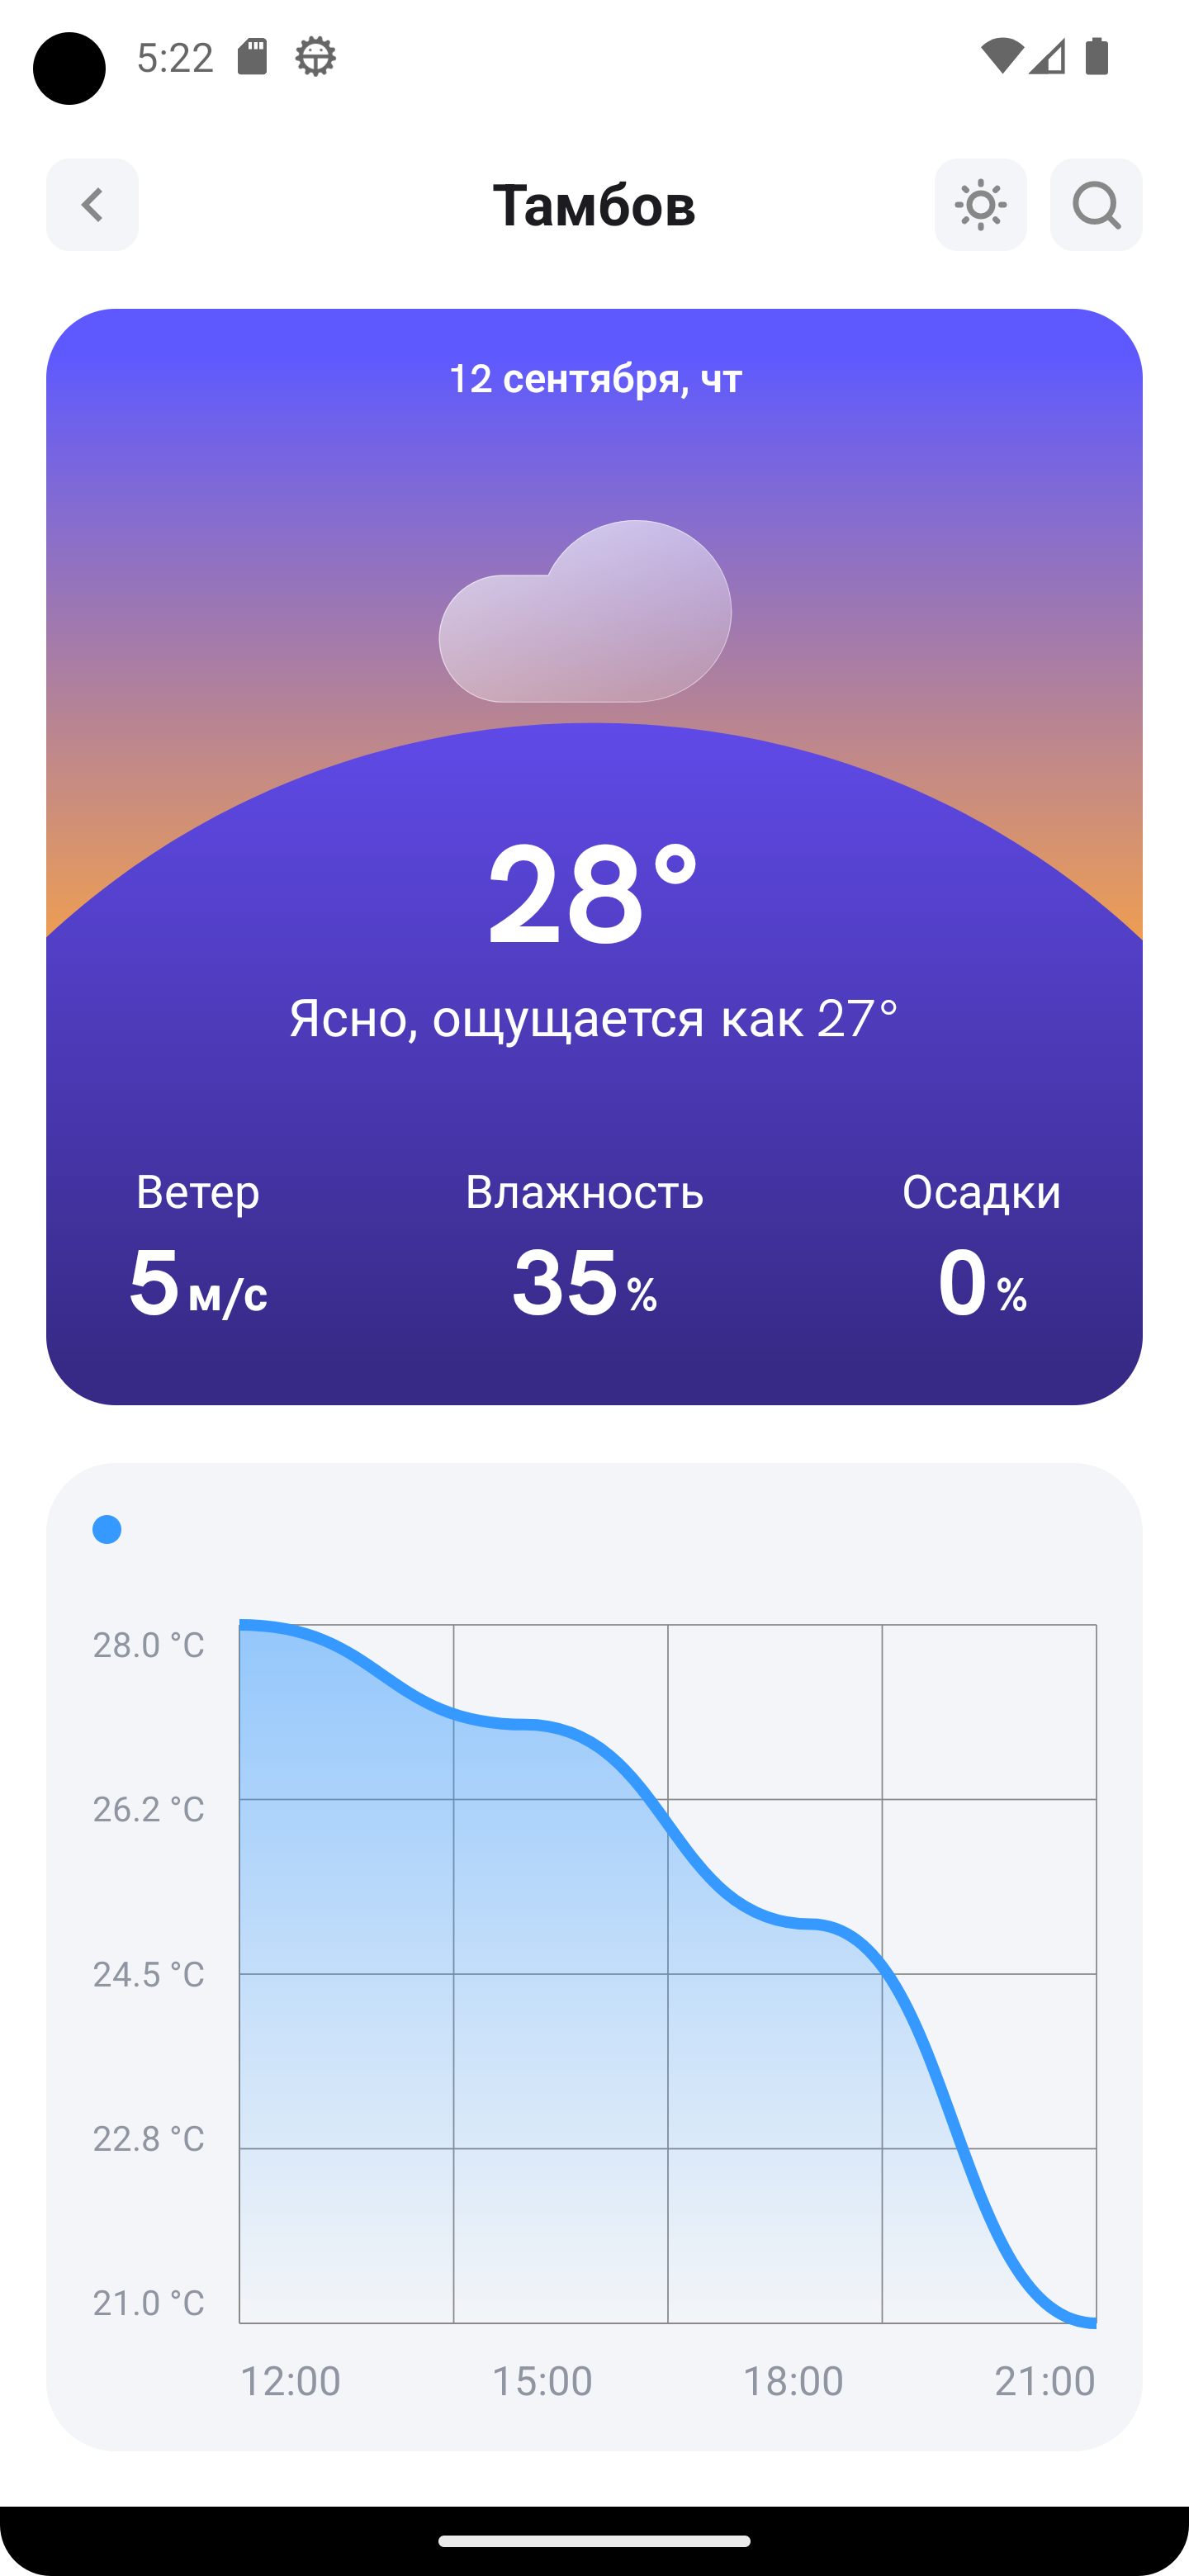 5:22
Тамбов
12 сентября, чт
28°
Ясно, ощущается как 27°
Ветер Влажность Осадки
5 м/с 35 % 0 %
28.0 °C
26.2 °C
24.5 °C
22.8 °C
21.0 °C
12:00 15:00 18:00 21:00